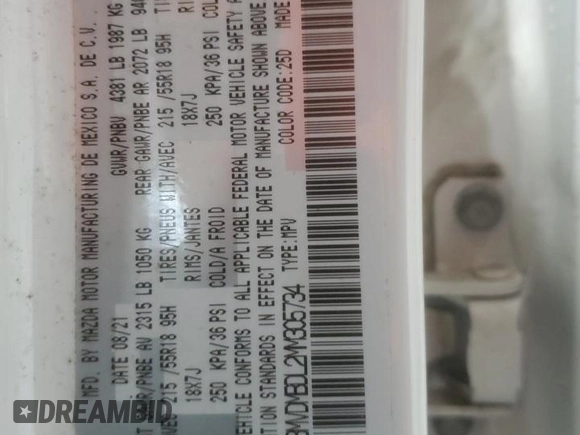 MFD. BY MAZDA MOTOR MANUFACTURING DE MEXICO S.A. DE C.V.
DATE 08/21 GVWR/PNBV 4381 LB 1987 KG
GAWR/PNBE AV 2315 LB 1050 KG REAR GAWR/PNBE AR 2072 LB 940
215 /55R18 95H TIRES/PNEUS WITH/AVEC 215 /55R18 95H
18X7J RIMS/JANTES 18X7J
250 KPA/36 PSI COLD/A FROID 250 KPA/36 PSI COL
VEHICLE CONFORMS TO ALL APPLICABLE FEDERAL MOTOR VEHICLE SAFETY A
STANDARDS IN EFFECT ON THE DATE OF MANUFACTURE SHOWN ABOVE
3MVDMBDL2MM305734 TYPE:MPV COLOR CODE:25D MADE
DREAMBID